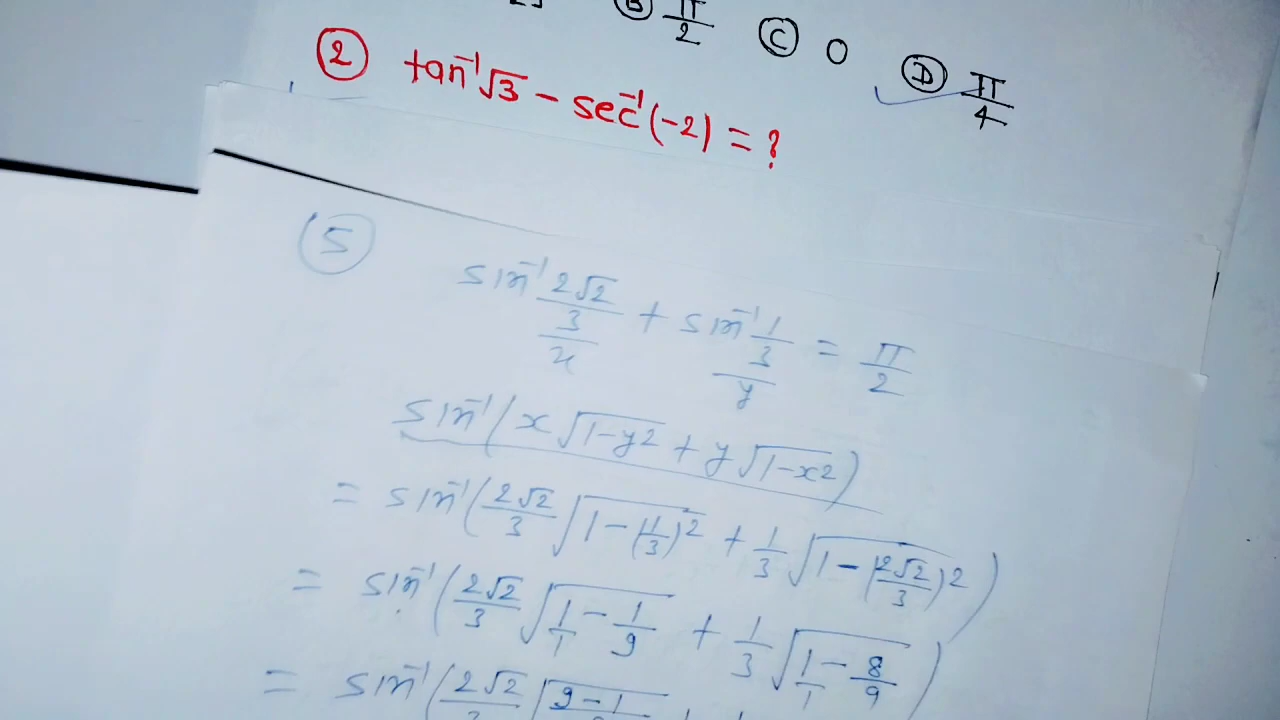 Ⓑ π/2 Ⓒ 0 Ⓓ π/4
② tan⁻¹√3 − sec⁻¹(−2) = ?
⑤
sin⁻¹ 2√2/3 + sin⁻¹ 1/3 = π/2
x y
sin⁻¹(x√(1−y²) + y√(1−x²))
= sin⁻¹(2√2/3 √(1−(1/3)²) + 1/3 √(1−(2√2/3)²))
= sin⁻¹(2√2/3 √(1/1 − 1/9) + 1/3 √(1/1 − 8/9))
= sin⁻¹(2√2/3 √(9−1